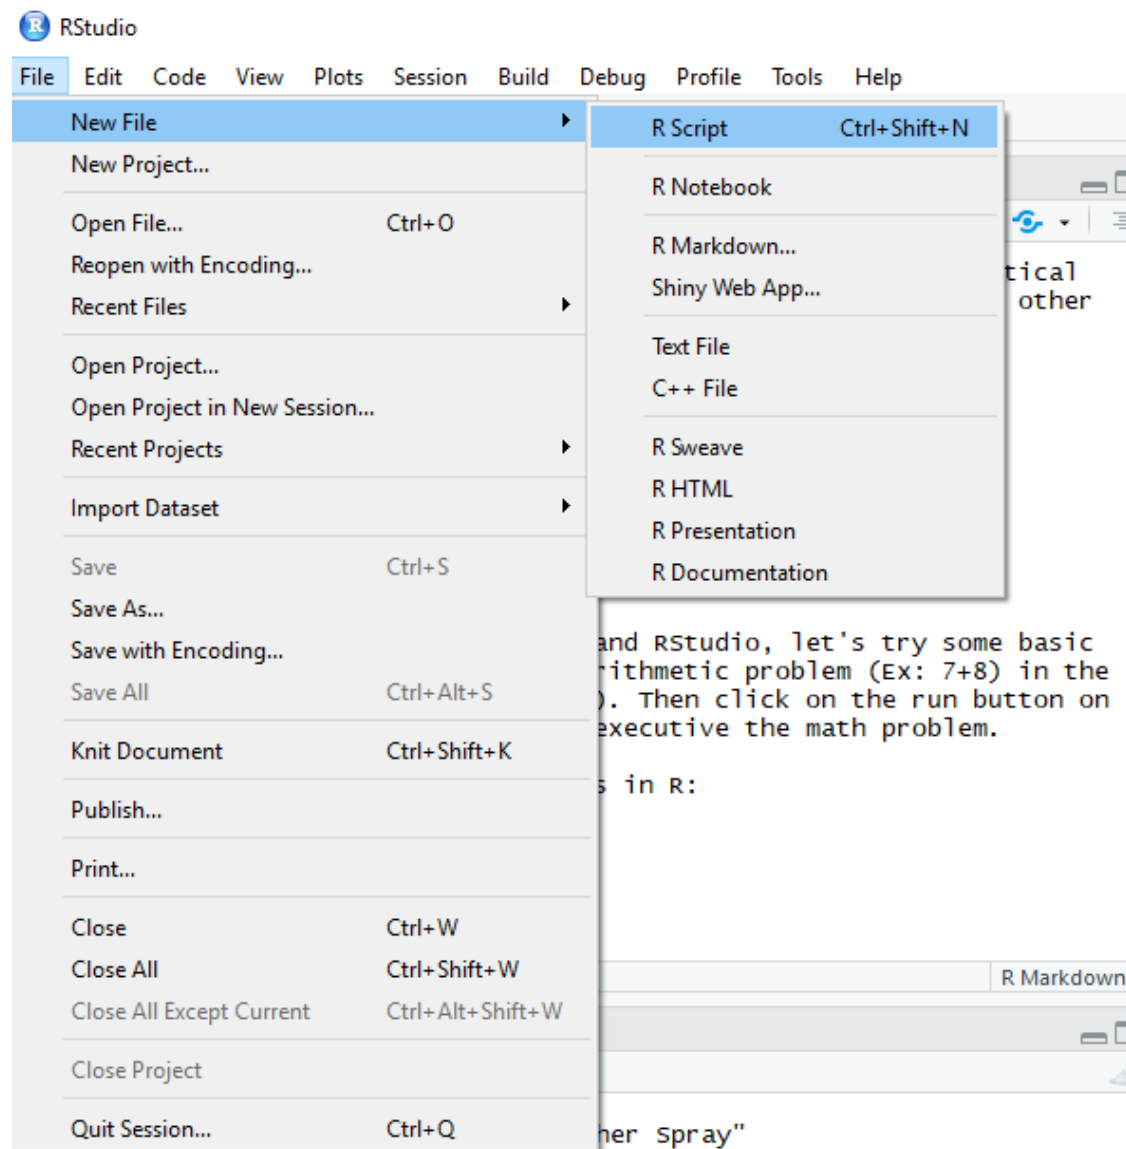 RStudio
File Edit Code View Plots Session Build Debug Profile Tools Help
New File
New Project...
Open File... Ctrl+O
Reopen with Encoding...
Recent Files
Open Project...
Open Project in New Session...
Recent Projects
Import Dataset
Save Ctrl+S
Save As...
Save with Encoding...
Save All Ctrl+Alt+S
Knit Document Ctrl+Shift+K
Publish...
Print...
Close Ctrl+W
Close All Ctrl+Shift+W
Close All Except Current Ctrl+Alt+Shift+W
Close Project
Quit Session... Ctrl+Q
R Script Ctrl+Shift+N
R Notebook
R Markdown...
Shiny Web App...
Text File
C++ File
R Sweave
R HTML
R Presentation
R Documentation
tical
other
and RStudio, let's try some basic
rithmetic problem (Ex: 7+8) in the
). Then click on the run button on
executive the math problem.
s in R:
R Markdown
her Spray"